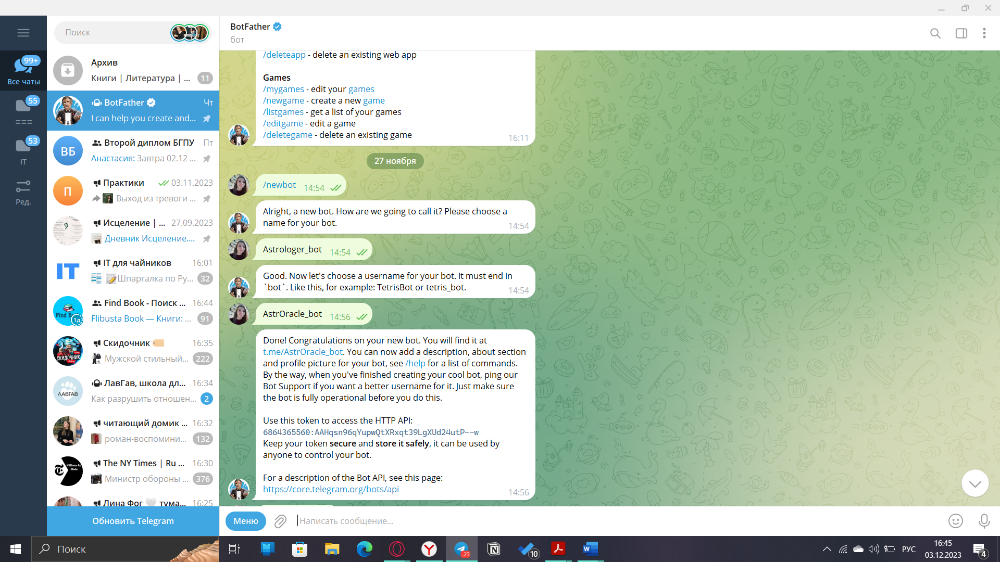 Поиск
99+
Все чаты
55
53
IT
Ред.
Архив
Книги | Литература | ...
11
BotFather
Чт
I can help you create and...
ВБ
Второй диплом БГПУ
Пт
Анастасия: Завтра 02.12 ...
П
Практики
03.11.2023
Выход из тревоги ...
Исцеление | ...
27.09.2023
Дневник Исцеление....
IT
IT для чайников
16:01
Шпаргалка по Ру...
32
Find Book - Поиск ...
16:44
1д
Flibusta Book — Книги: ...
91
СКИДОЧНИК
Скидочник
16:35
Мужской стильный...
222
ЛАВГАВ
ЛавГав, школа дл...
16:34
Как разрушить отношен...
2
читающий домик ...
16:32
роман-воспомини...
132
The NY Times | Ru ...
16:30
Министр обороны ...
376
Лина Фог 🤍 тума...
16:25
Обновить Telegram
BotFather
бот
/deleteapp - delete an existing web app
Games
/mygames - edit your games
/newgame - create a new game
/listgames - get a list of your games
/editgame - edit a game
/deletegame - delete an existing game
16:11
27 ноября
/newbot
14:54
Alright, a new bot. How are we going to call it? Please choose a
name for your bot.
14:54
Astrologer_bot
14:54
Good. Now let's choose a username for your bot. It must end in
`bot`. Like this, for example: TetrisBot or tetris_bot.
14:54
AstrOracle_bot
14:56
Done! Congratulations on your new bot. You will find it at
t.me/AstrOracle_bot. You can now add a description, about section
and profile picture for your bot, see /help for a list of commands.
By the way, when you've finished creating your cool bot, ping our
Bot Support if you want a better username for it. Just make sure
the bot is fully operational before you do this.
Use this token to access the HTTP API:
6864365560:AAHqsn96qYupwQtXRxqt39LgXUd24utP--w
Keep your token secure and store it safely, it can be used by
anyone to control your bot.
For a description of the Bot API, see this page:
https://core.telegram.org/bots/api
14:56
Меню
Написать сообщение...
Поиск
..23
10
РУС
16:45
03.12.2023
4